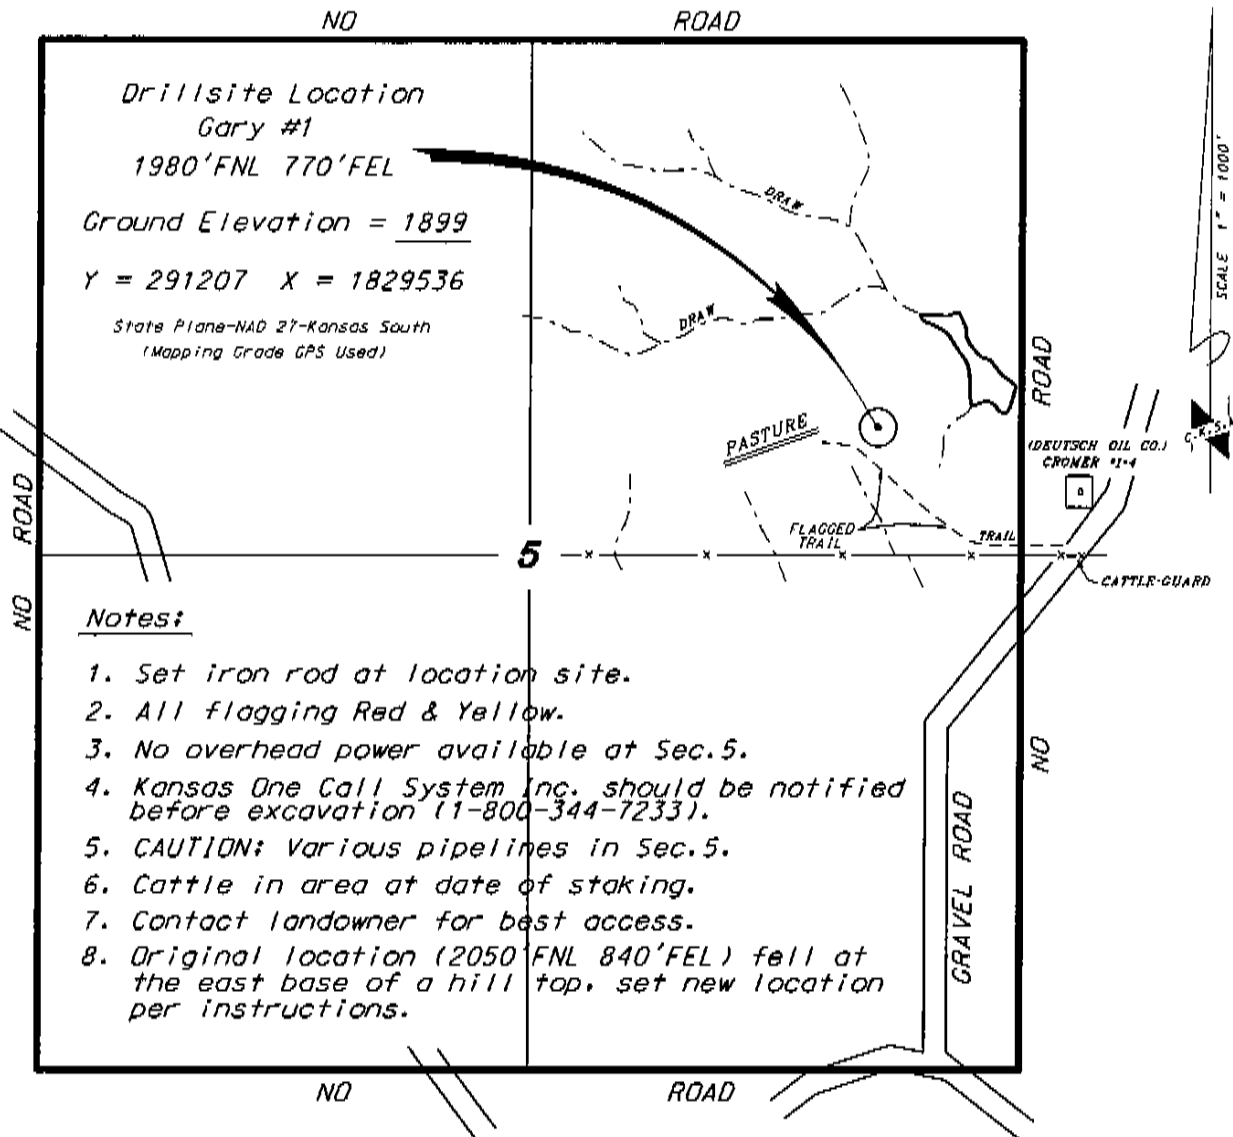 NO ROAD
Drillsite Location
Gary #1
1980'FNL 770'FEL
Ground Elevation = 1899
Y = 291207 X = 1829536
State Plane-NAD 27-Kansas South
(Mapping Grade GPS Used)
DRAW
DRAW
SCALE 1" = 1000'
ROAD
PASTURE
(DEUTSCH OIL CO.)
CROMER #1-4
C.K.S.
NO ROAD
FLAGGED
TRAIL
TRAIL
5
CATTLE-GUARD
Notes:
1. Set iron rod at location site.
2. All flagging Red & Yellow.
3. No overhead power available at Sec.5.
4. Kansas One Call System Inc. should be notified
before excavation (1-800-344-7233).
5. CAUTION: Various pipelines in Sec.5.
6. Cattle in area at date of staking.
7. Contact landowner for best access.
8. Original location (2050'FNL 840'FEL) fell at
the east base of a hill top. set new location
per instructions.
NO
GRAVEL ROAD
NO ROAD